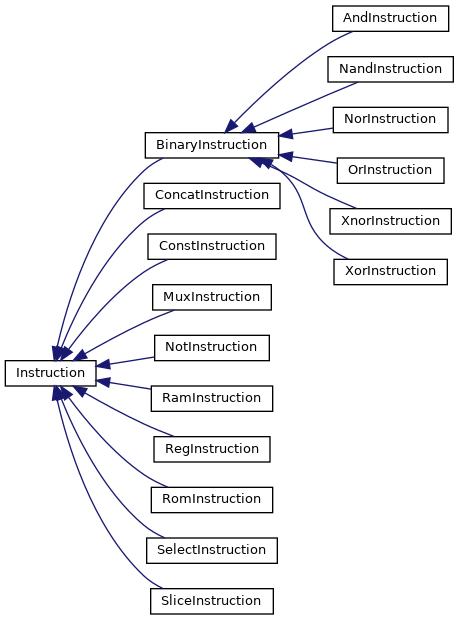 AndInstruction
NandInstruction
NorInstruction
BinaryInstruction
OrInstruction
ConcatInstruction
XnorInstruction
ConstInstruction
XorInstruction
MuxInstruction
NotInstruction
Instruction
RamInstruction
RegInstruction
RomInstruction
SelectInstruction
SliceInstruction